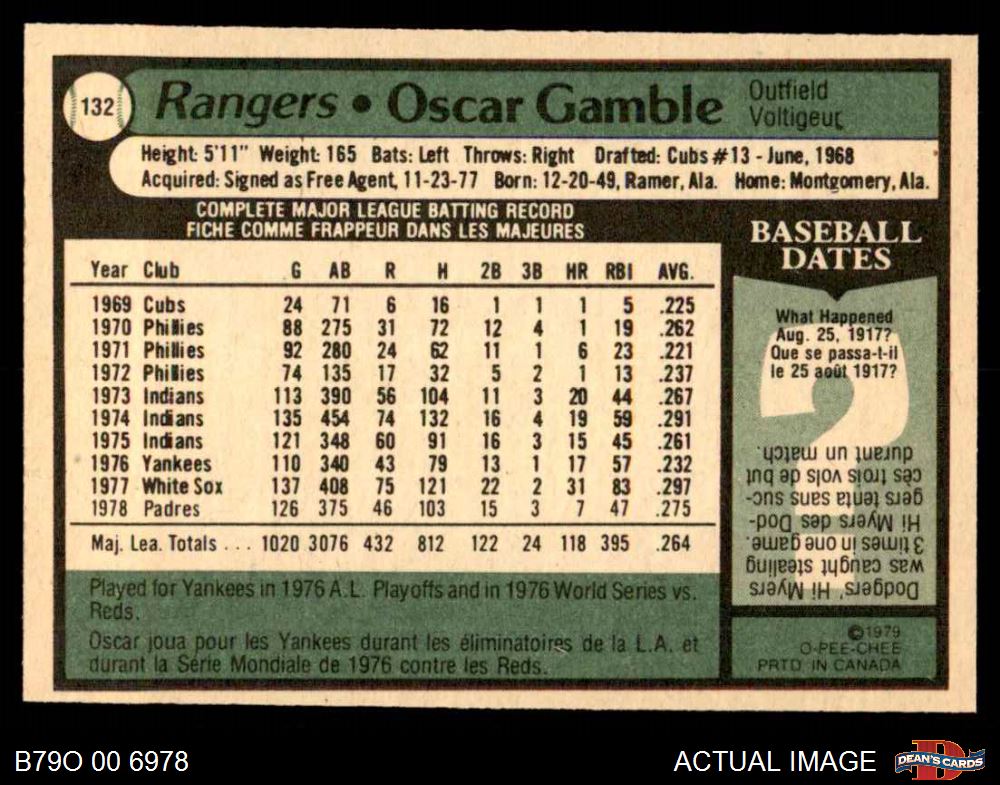 132
Rangers • Oscar Gamble
Outfield
Voltigeur
Height: 5'11" Weight: 165 Bats: Left Throws: Right Drafted: Cubs #13 - June, 1968
Acquired: Signed as Free Agent, 11-23-77 Born: 12-20-49, Ramer, Ala. Home: Montgomery, Ala.
COMPLETE MAJOR LEAGUE BATTING RECORD
FICHE COMME FRAPPEUR DANS LES MAJEURES
Year Club G AB R H 2B 3B HR RBI AVG.
1969 Cubs 24 71 6 16 1 1 1 5 .225
1970 Phillies 88 275 31 72 12 4 1 19 .262
1971 Phillies 92 280 24 62 11 1 6 23 .221
1972 Phillies 74 135 17 32 5 2 1 13 .237
1973 Indians 113 390 56 104 11 3 20 44 .267
1974 Indians 135 454 74 132 16 4 19 59 .291
1975 Indians 121 348 60 91 16 3 15 45 .261
1976 Yankees 110 340 43 79 13 1 17 57 .232
1977 White Sox 137 408 75 121 22 2 31 83 .297
1978 Padres 126 375 46 103 15 3 7 47 .275
Maj. Lea. Totals . . . 1020 3076 432 812 122 24 118 395 .264
Played for Yankees in 1976 A.L. Playoffs and in 1976 World Series vs.
Reds.
Oscar joua pour les Yankees durant les éliminatoires de la L.A. et
durant la Série Mondiale de 1976 contre les Reds.
BASEBALL
DATES
What Happened
Aug. 25, 1917?
Que se passa-t-il
le 25 août 1917?
Dodgers' Hi Myers
was caught stealing
3 times in one game.
Hi Myers des Dod-
gers tenta sans suc-
cès trois vols de but
durant un match.
©1979
O-PEE-CHEE
PRTD IN CANADA
B79O 00 6978
ACTUAL IMAGE
DEAN'S CARDS